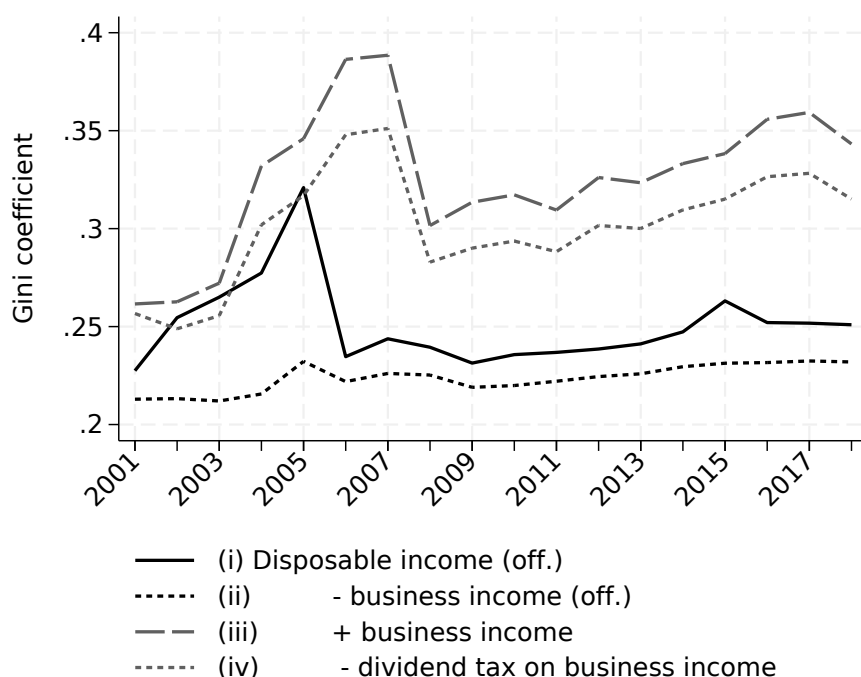 .4
.35
.3
.25
.2
Gini coefficient
2001 2003 2005 2007 2009 2011 2013 2015 2017
(i) Disposable income (off.)
(ii) - business income (off.)
(iii) + business income
(iv) - dividend tax on business income